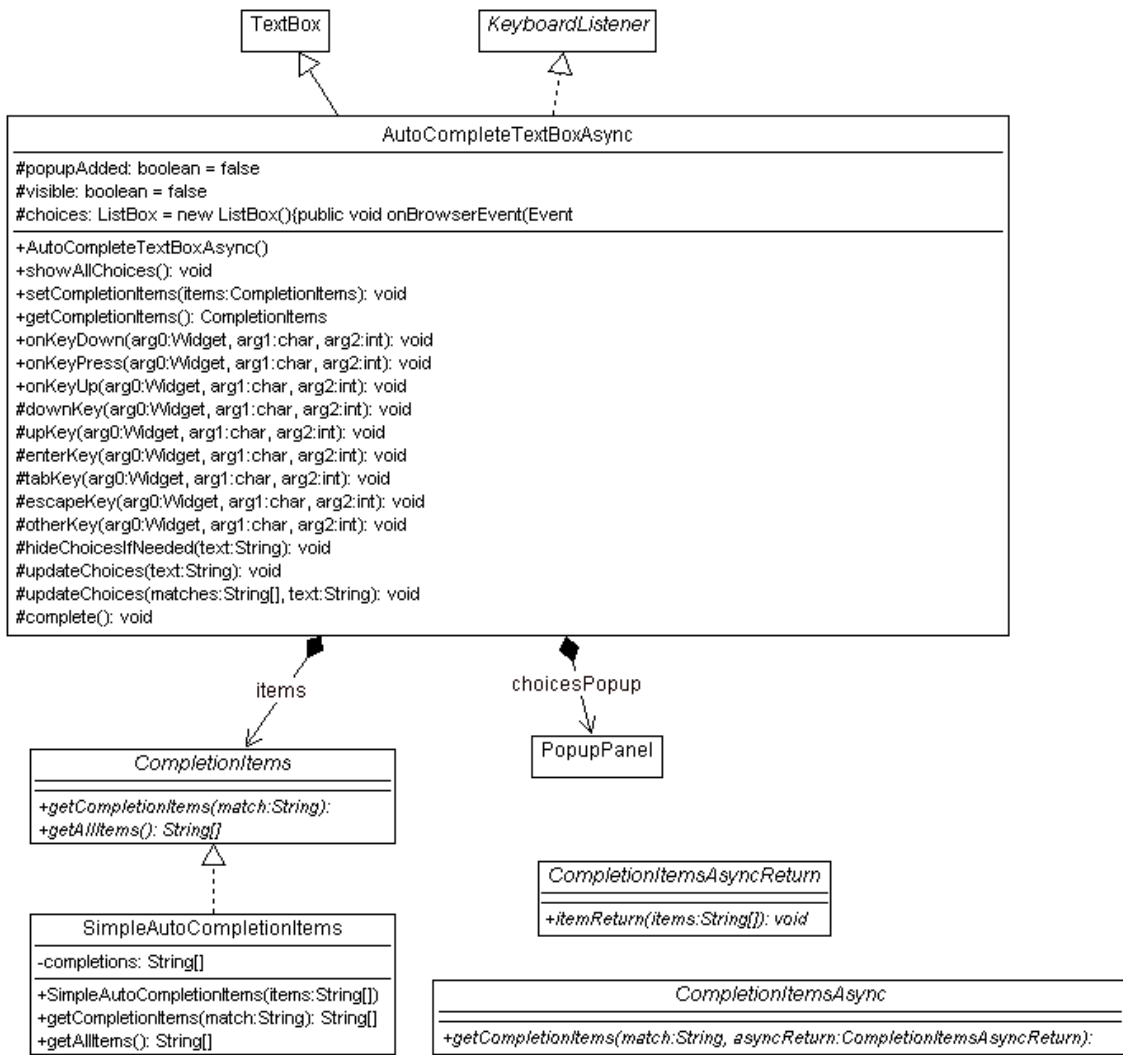 TextBox
KeyboardListener
AutoCompleteTextBoxAsync
#popupAdded: boolean = false
#visible: boolean = false
#choices: ListBox = new ListBox(){public void onBrowserEvent(Event
+AutoCompleteTextBoxAsync()
+showAllChoices(): void
+setCompletionItems(items:CompletionItems): void
+getCompletionItems(): CompletionItems
+onKeyDown(arg0:Widget, arg1:char, arg2:int): void
+onKeyPress(arg0:Widget, arg1:char, arg2:int): void
+onKeyUp(arg0:Widget, arg1:char, arg2:int): void
#downKey(arg0:Widget, arg1:char, arg2:int): void
#upKey(arg0:Widget, arg1:char, arg2:int): void
#enterKey(arg0:Widget, arg1:char, arg2:int): void
#tabKey(arg0:Widget, arg1:char, arg2:int): void
#escapeKey(arg0:Widget, arg1:char, arg2:int): void
#otherKey(arg0:Widget, arg1:char, arg2:int): void
#hideChoicesIfNeeded(text:String): void
#updateChoices(text:String): void
#updateChoices(matches:String[], text:String): void
#complete(): void
items
choicesPopup
CompletionItems
+getCompletionItems(match:String):
+getAllItems(): String[]
PopupPanel
CompletionItemsAsyncReturn
+itemReturn(items:String[]): void
SimpleAutoCompletionItems
-completions: String[]
+SimpleAutoCompletionItems(items:String[])
+getCompletionItems(match:String): String[]
+getAllItems(): String[]
CompletionItemsAsync
+getCompletionItems(match:String, asyncReturn:CompletionItemsAsyncReturn):